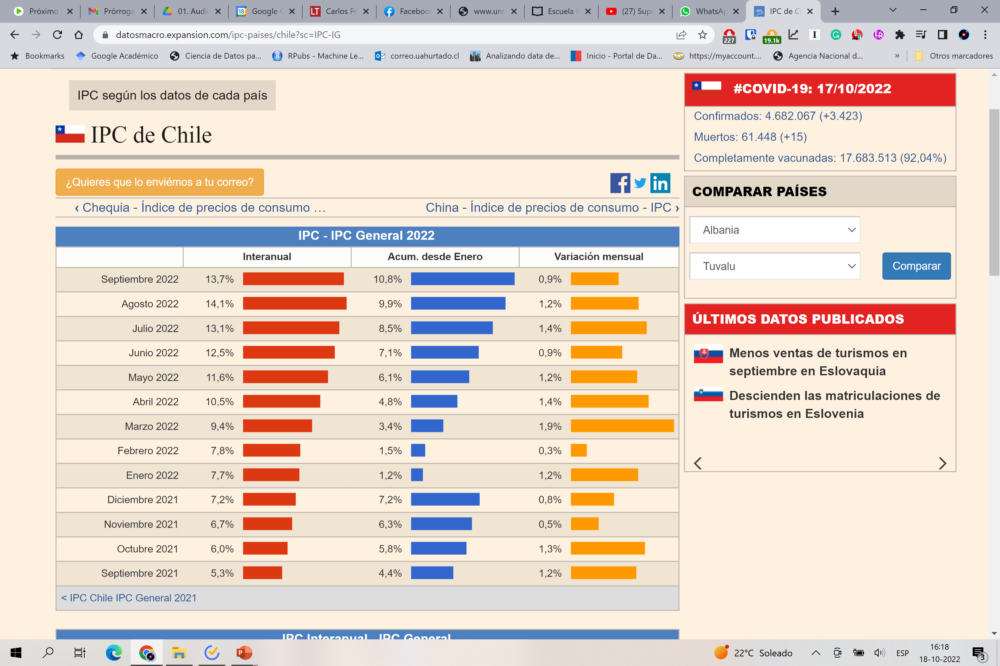 Próximo
Prórroga
01. Audi
Google C
Carlos Pe
Facebook
www.uns
Escuela I
(27) Supe
WhatsAp
IPC de C
datosmacro.expansion.com/ipc-paises/chile?sc=IPC-IG
227
19.1k
Bookmarks
Google Académico
Ciencia de Datos pa...
RPubs - Machine Le...
correo.uahurtado.cl
Analizando data de...
Inicio - Portal de Da...
https://myaccount....
Agencia Nacional d...
»
Otros marcadores
IPC según los datos de cada país
IPC de Chile
¿Quieres que lo enviémos a tu correo?
‹ Chequia - Índice de precios de consumo …
China - Índice de precios de consumo - IPC ›
IPC - IPC General 2022
Interanual Acum. desde Enero Variación mensual
Septiembre 2022 13,7% 10,8% 0,9%
Agosto 2022 14,1% 9,9% 1,2%
Julio 2022 13,1% 8,5% 1,4%
Junio 2022 12,5% 7,1% 0,9%
Mayo 2022 11,6% 6,1% 1,2%
Abril 2022 10,5% 4,8% 1,4%
Marzo 2022 9,4% 3,4% 1,9%
Febrero 2022 7,8% 1,5% 0,3%
Enero 2022 7,7% 1,2% 1,2%
Diciembre 2021 7,2% 7,2% 0,8%
Noviembre 2021 6,7% 6,3% 0,5%
Octubre 2021 6,0% 5,8% 1,3%
Septiembre 2021 5,3% 4,4% 1,2%
< IPC Chile IPC General 2021
IPC Interanual - IPC General
#COVID-19: 17/10/2022
Confirmados: 4.682.067 (+3.423)
Muertos: 61.448 (+15)
Completamente vacunadas: 17.683.513 (92,04%)
COMPARAR PAÍSES
Albania
Tuvalu
Comparar
ÚLTIMOS DATOS PUBLICADOS
Menos ventas de turismos en
septiembre en Eslovaquia
Descienden las matriculaciones de
turismos en Eslovenia
22°C Soleado
ESP
16:18
18-10-2022
3